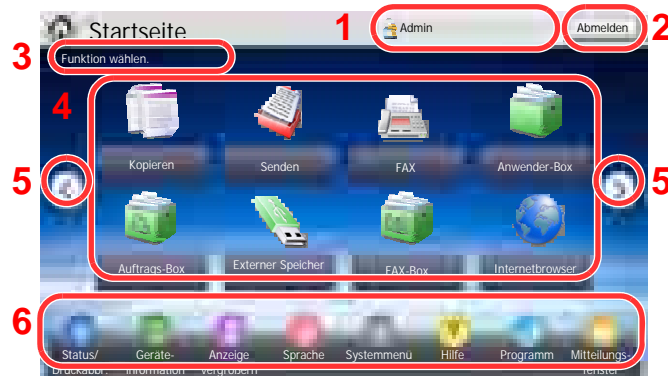 Startseite
1
Admin
Abmelden
2
3
Funktion wählen.
4
Kopieren
Senden
FAX
Anwender-Box
5
5
Auftrags-Box
Externer Speicher
FAX-Box
Internetbrowser
6
Status/
Druckabbr.
Geräte-
Information
Anzeige
vergrößern
Sprache
Systemmenü
Hilfe
Programm
Mitteilungs-
fenster